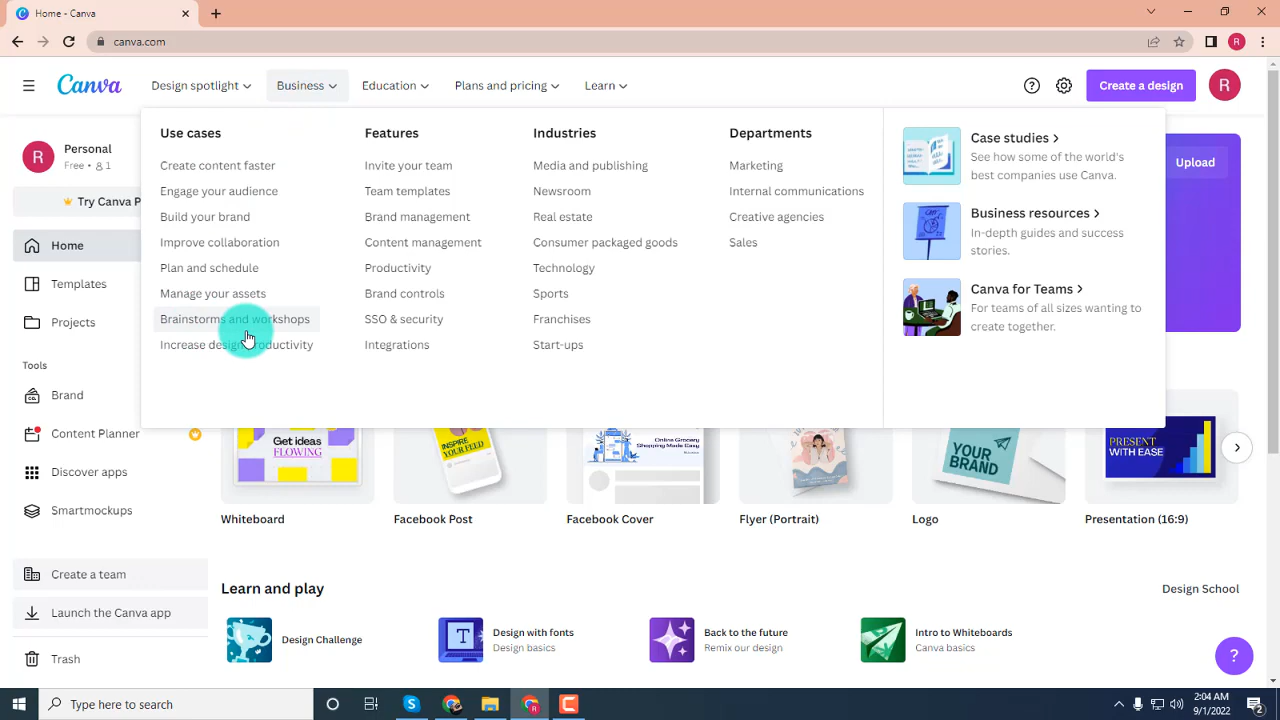 Home - Canva
canva.com
Canva
Design spotlight
Business
Education
Plans and pricing
Learn
Create a design
R
R
Personal
Free • 1
Try Canva P
Home
Templates
Projects
Tools
Brand
Content Planner
Discover apps
Smartmockups
Create a team
Launch the Canva app
Trash
Use cases
Create content faster
Engage your audience
Build your brand
Improve collaboration
Plan and schedule
Manage your assets
Brainstorms and workshops
Increase design productivity
Features
Invite your team
Team templates
Brand management
Content management
Productivity
Brand controls
SSO & security
Integrations
Industries
Media and publishing
Newsroom
Real estate
Consumer packaged goods
Technology
Sports
Franchises
Start-ups
Departments
Marketing
Internal communications
Creative agencies
Sales
Case studies
See how some of the world's
best companies use Canva.
Business resources
In-depth guides and success
stories.
Canva for Teams
For teams of all sizes wanting to
create together.
Upload
Get ideas
FLOWING
INSPIRE
YOUR FEED
Online Grocery
Shopping Made Easy
YOUR
BRAND
PRESENT
WITH EASE
Whiteboard
Facebook Post
Facebook Cover
Flyer (Portrait)
Logo
Presentation (16:9)
Learn and play
Design School
Design Challenge
T
Design with fonts
Design basics
Back to the future
Remix our design
Intro to Whiteboards
Canva basics
?
Type here to search
2:04 AM
9/1/2022
2